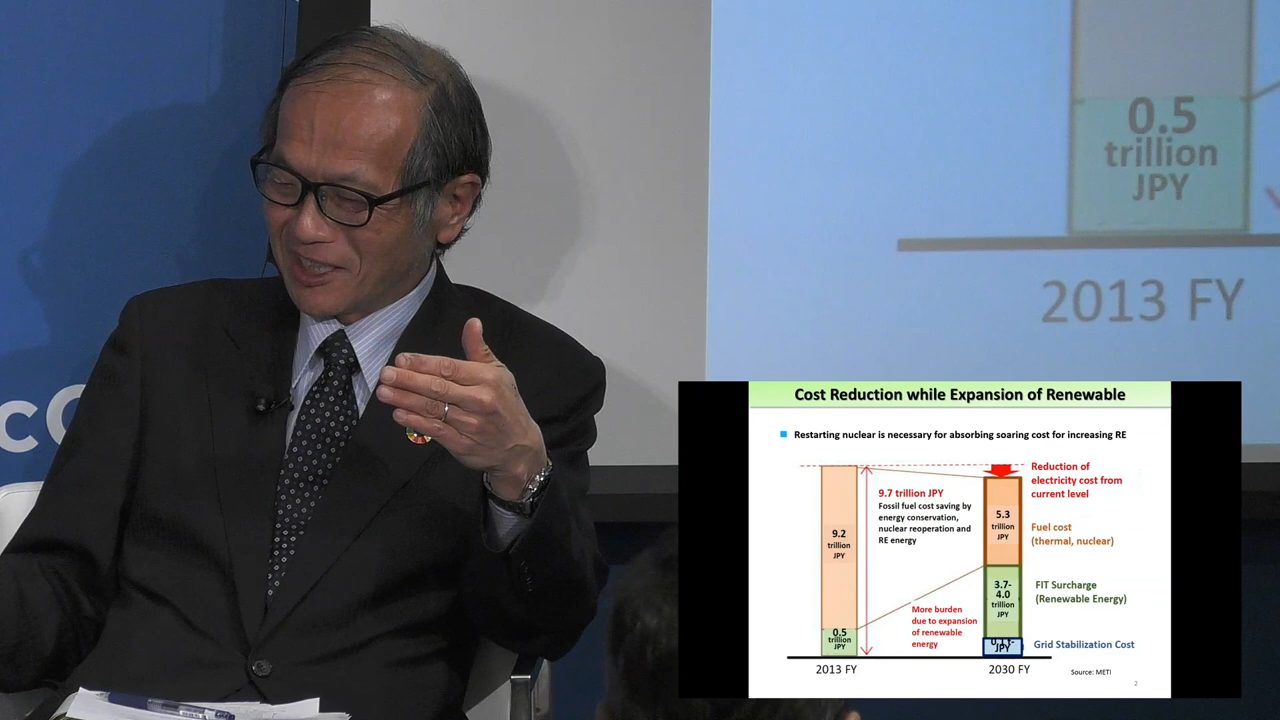 0.5
trillion
JPY
2013 FY
cC
Cost Reduction while Expansion of Renewable
Restarting nuclear is necessary for absorbing soaring cost for increasing RE
Reduction of
electricity cost from
current level
9.7 trillion JPY
Fossil fuel cost saving by
energy conservation,
nuclear reoperation and
RE energy
9.2
trillion
JPY
5.3
trillion
JPY
Fuel cost
(thermal, nuclear)
3.7-
4.0
trillion
JPY
FIT Surcharge
(Renewable Energy)
More burden
due to expansion
of renewable
energy
0,5
trillion
JPY
JPY
Grid Stabilization Cost
2013 FY
2030 FY
Source: METI
2